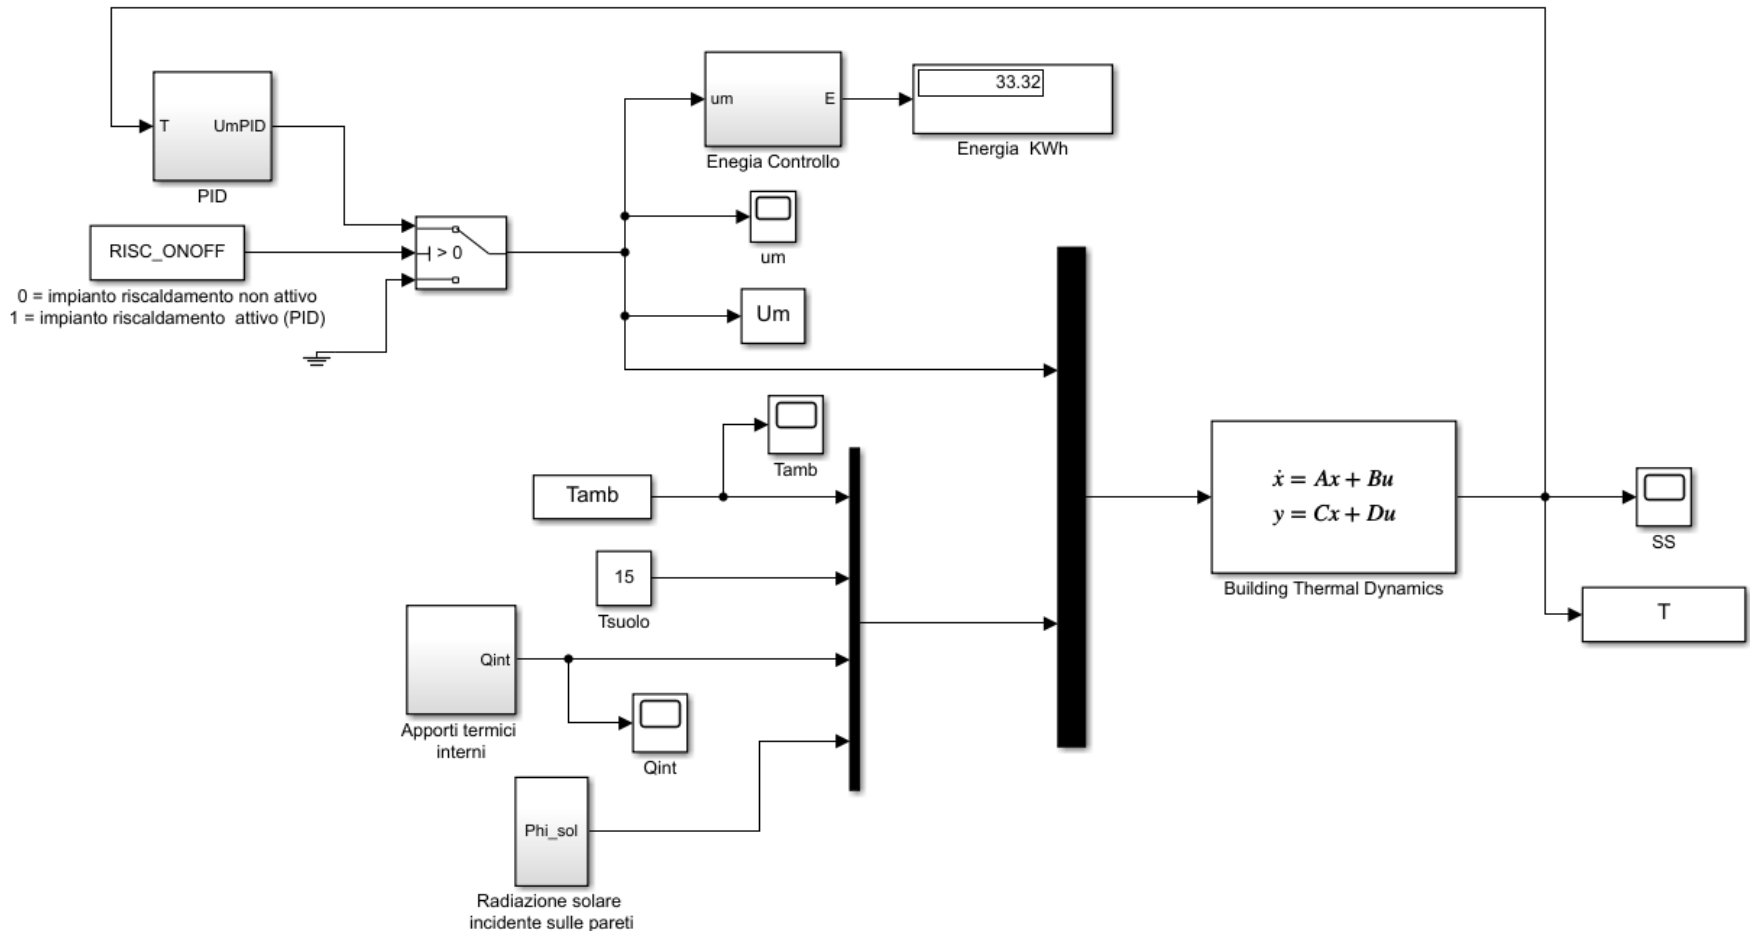 T
UmPID
PID
um
E
Enegia Controllo
33.32
Energia KWh
RISC_ONOFF
> 0
0 = impianto riscaldamento non attivo
1 = impianto riscaldamento attivo (PID)
um
Um
Tamb
Tamb
15
Tsuolo
Qint
Apporti termici
interni
Qint
Phi_sol
Radiazione solare
incidente sulle pareti
ẋ = Ax + Bu
y = Cx + Du
Building Thermal Dynamics
SS
T